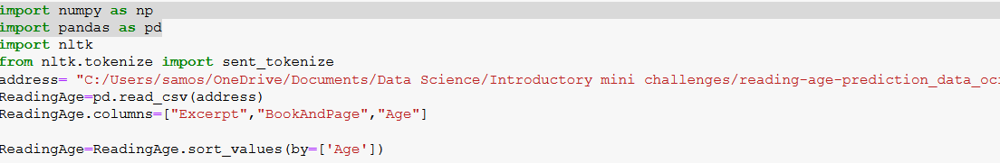 import numpy as np
import pandas as pd
import nltk
from nltk.tokenize import sent_tokenize
address= "C:/Users/samos/OneDrive/Documents/Data Science/Introductory mini challenges/reading-age-prediction_data_oci
ReadingAge=pd.read_csv(address)
ReadingAge.columns=["Excerpt","BookAndPage","Age"]
ReadingAge=ReadingAge.sort_values(by=['Age'])